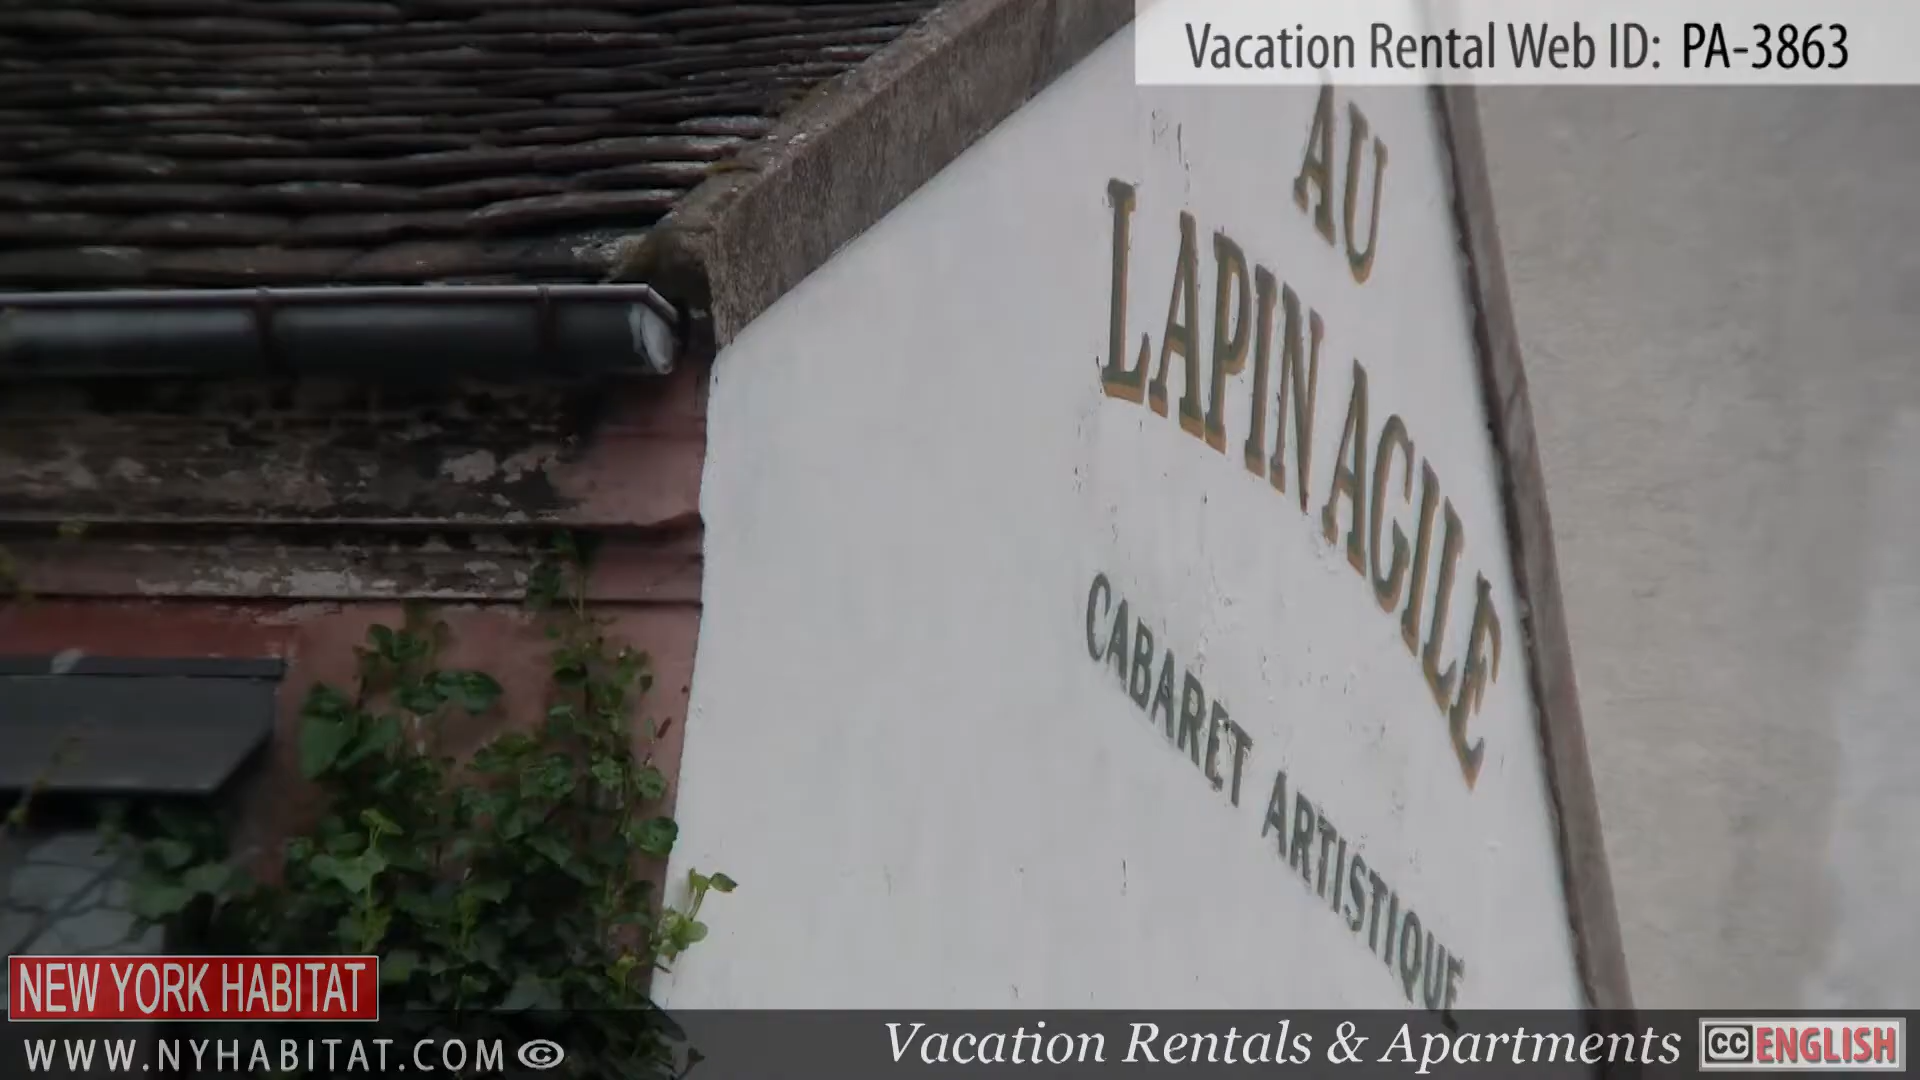 Vacation Rental Web ID: PA-3863
AU
LAPIN AGILE
CABARET ARTISTIQUE
NEW YORK HABITAT
WWW.NYHABITAT.COM ©
Vacation Rentals & Apartments
CC ENGLISH